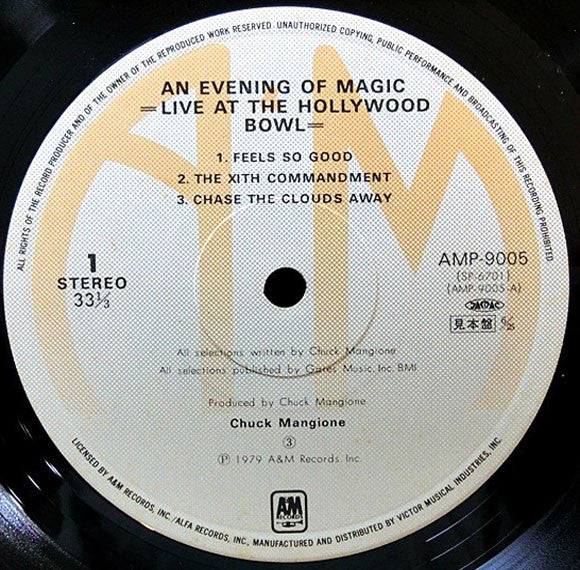 ALL RIGHTS OF THE RECORD PRODUCER AND OF THE OWNER OF THE REPRODUCED WORK RESERVED. UNAUTHORIZED COPYING, PUBLIC PERFORMANCE AND BROADCASTING OF THIS RECORDING PROHIBITED
AN EVENING OF MAGIC
=LIVE AT THE HOLLYWOOD
BOWL=
1. FEELS SO GOOD
2. THE XITH COMMANDMENT
3. CHASE THE CLOUDS AWAY
1
STEREO
33⅓
AMP-9005
(SP-6701)
(AMP-9005-A)
見本盤
All selections written by Chuck Mangione
All selections published by Gates Music, Inc. BMI
Produced by Chuck Mangione
Chuck Mangione
③
Ⓟ 1979 A&M Records, Inc.
A&M
RECORDS
LICENSED BY A&M RECORDS, INC./ALFA RECORDS, INC., MANUFACTURED AND DISTRIBUTED BY VICTOR MUSICAL INDUSTRIES, INC.